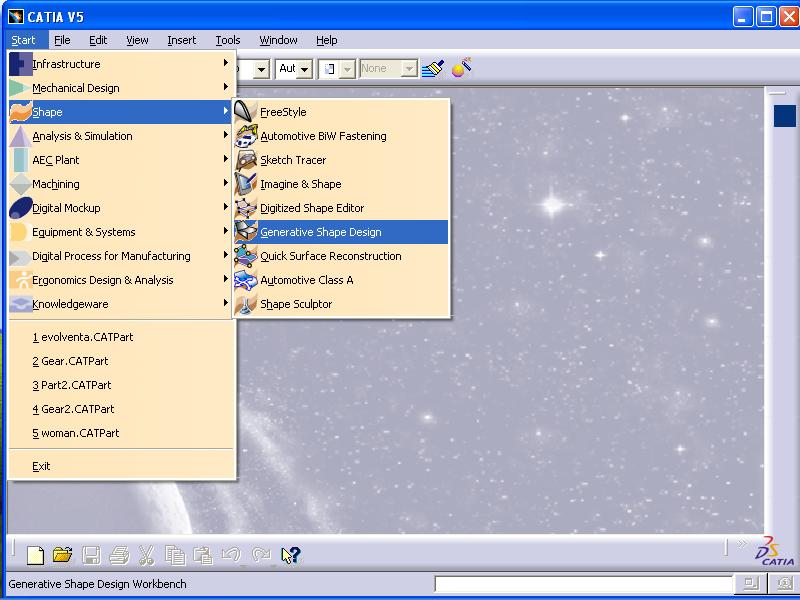 CATIA V5
Start File Edit View Insert Tools Window Help
Aut None
Infrastructure
Mechanical Design
Shape
Analysis & Simulation
AEC Plant
Machining
Digital Mockup
Equipment & Systems
Digital Process for Manufacturing
Ergonomics Design & Analysis
Knowledgeware
1 evolventa.CATPart
2 Gear.CATPart
3 Part2.CATPart
4 Gear2.CATPart
5 woman.CATPart
Exit
FreeStyle
Automotive BiW Fastening
Sketch Tracer
Imagine & Shape
Digitized Shape Editor
Generative Shape Design
Quick Surface Reconstruction
Automotive Class A
Shape Sculptor
CATIA
Generative Shape Design Workbench